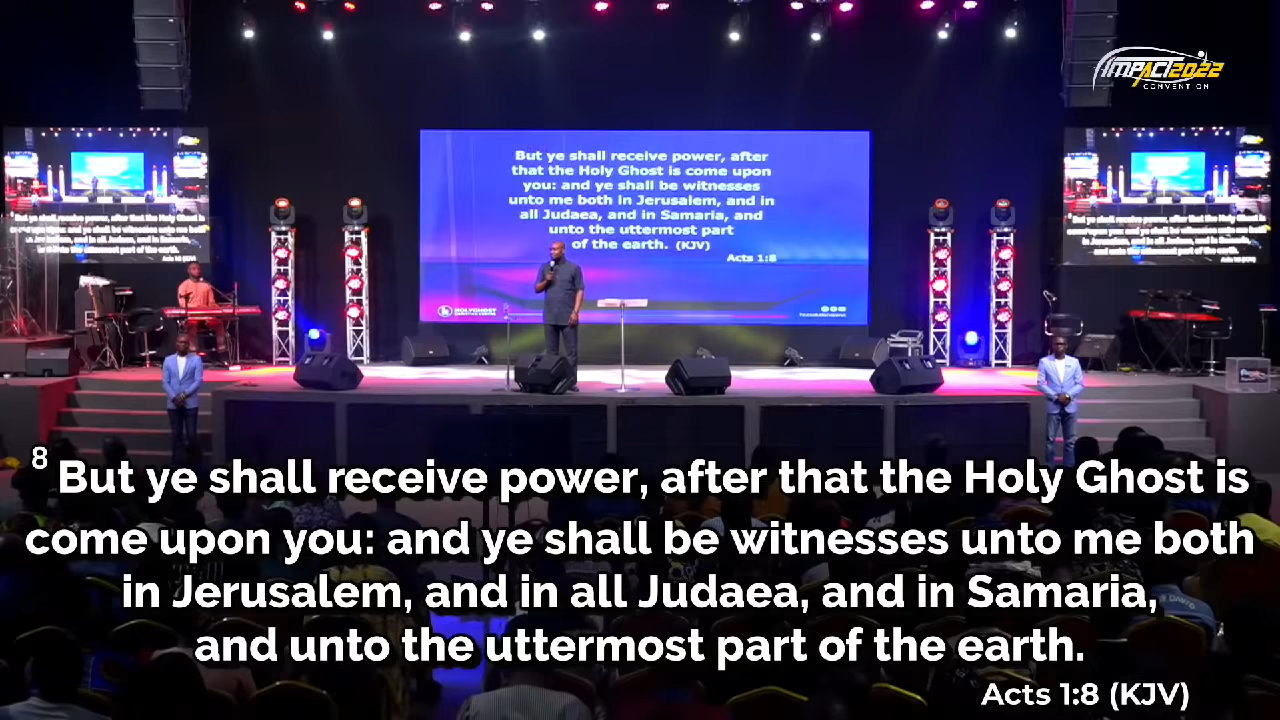 IMPACT2022
CONVENTION
But ye shall receive power, after
that the Holy Ghost is come upon
you: and ye shall be witnesses
unto me both in Jerusalem, and in
all Judaea, and in Samaria, and
unto the uttermost part
of the earth. (KJV)
Acts 1:8
HOLYGHOST
CHRISTIAN CENTRE
8 But ye shall receive power, after that the Holy Ghost is
come upon you: and ye shall be witnesses unto me both
in Jerusalem, and in all Judaea, and in Samaria,
and unto the uttermost part of the earth.
Acts 1:8 (KJV)